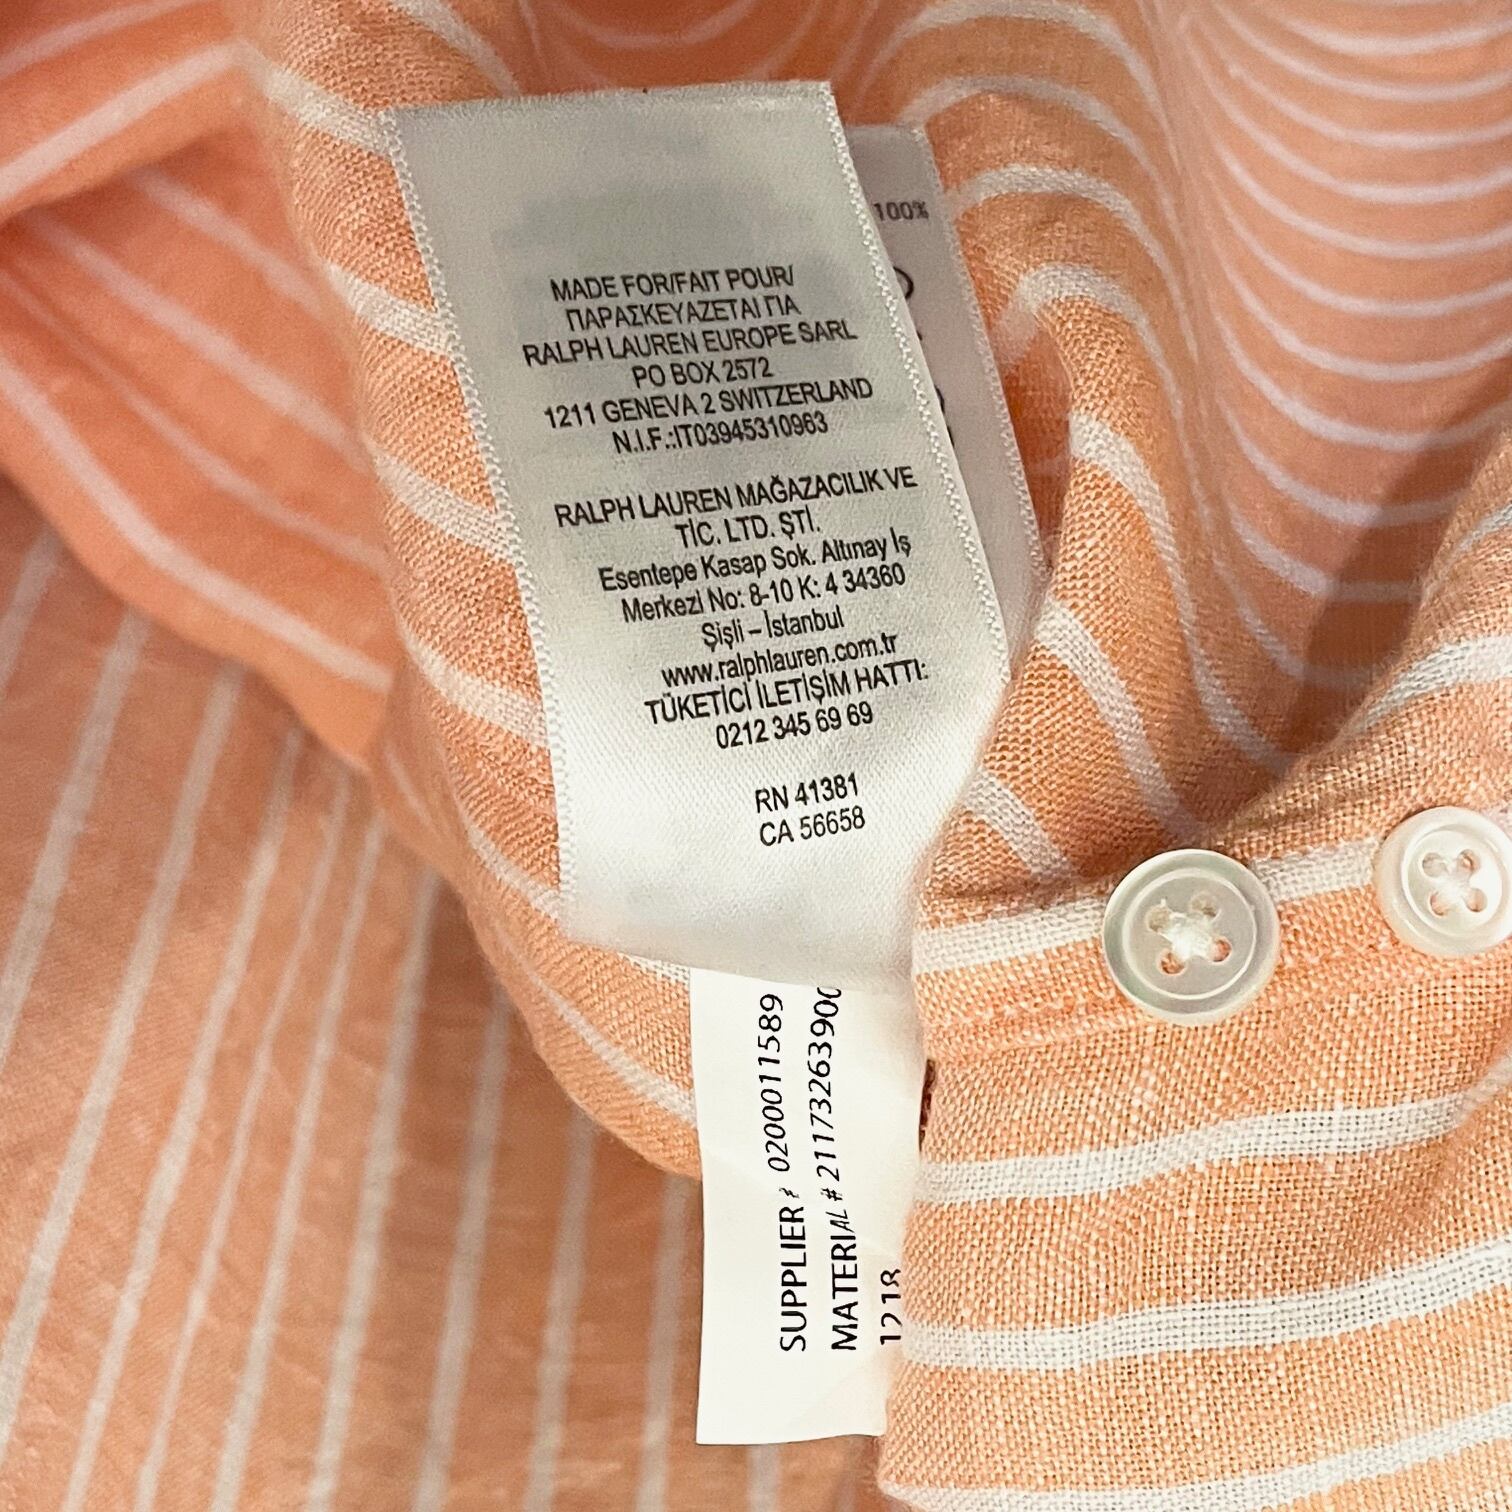 MADE FOR/FAIT POUR/
ΠΑΡΑΣΚΕΥΑΖΕΤΑΙ ΓΙΑ
RALPH LAUREN EUROPE SARL
PO BOX 2572
1211 GENEVA 2 SWITZERLAND
N.I.F.:IT03945310963
RALPH LAUREN MAĞAZACILIK VE
TİC. LTD. ŞTİ.
Esentepe Kasap Sok. Altınay İş
Merkezi No: 8-10 K: 4 34360
Şişli – İstanbul
www.ralphlauren.com.tr
TÜKETİCİ İLETİŞİM HATTI:
0212 345 69 69
RN 41381
CA 56658
100%
SUPPLIER # 0200011589
MATERIAL # 21173263900
1218